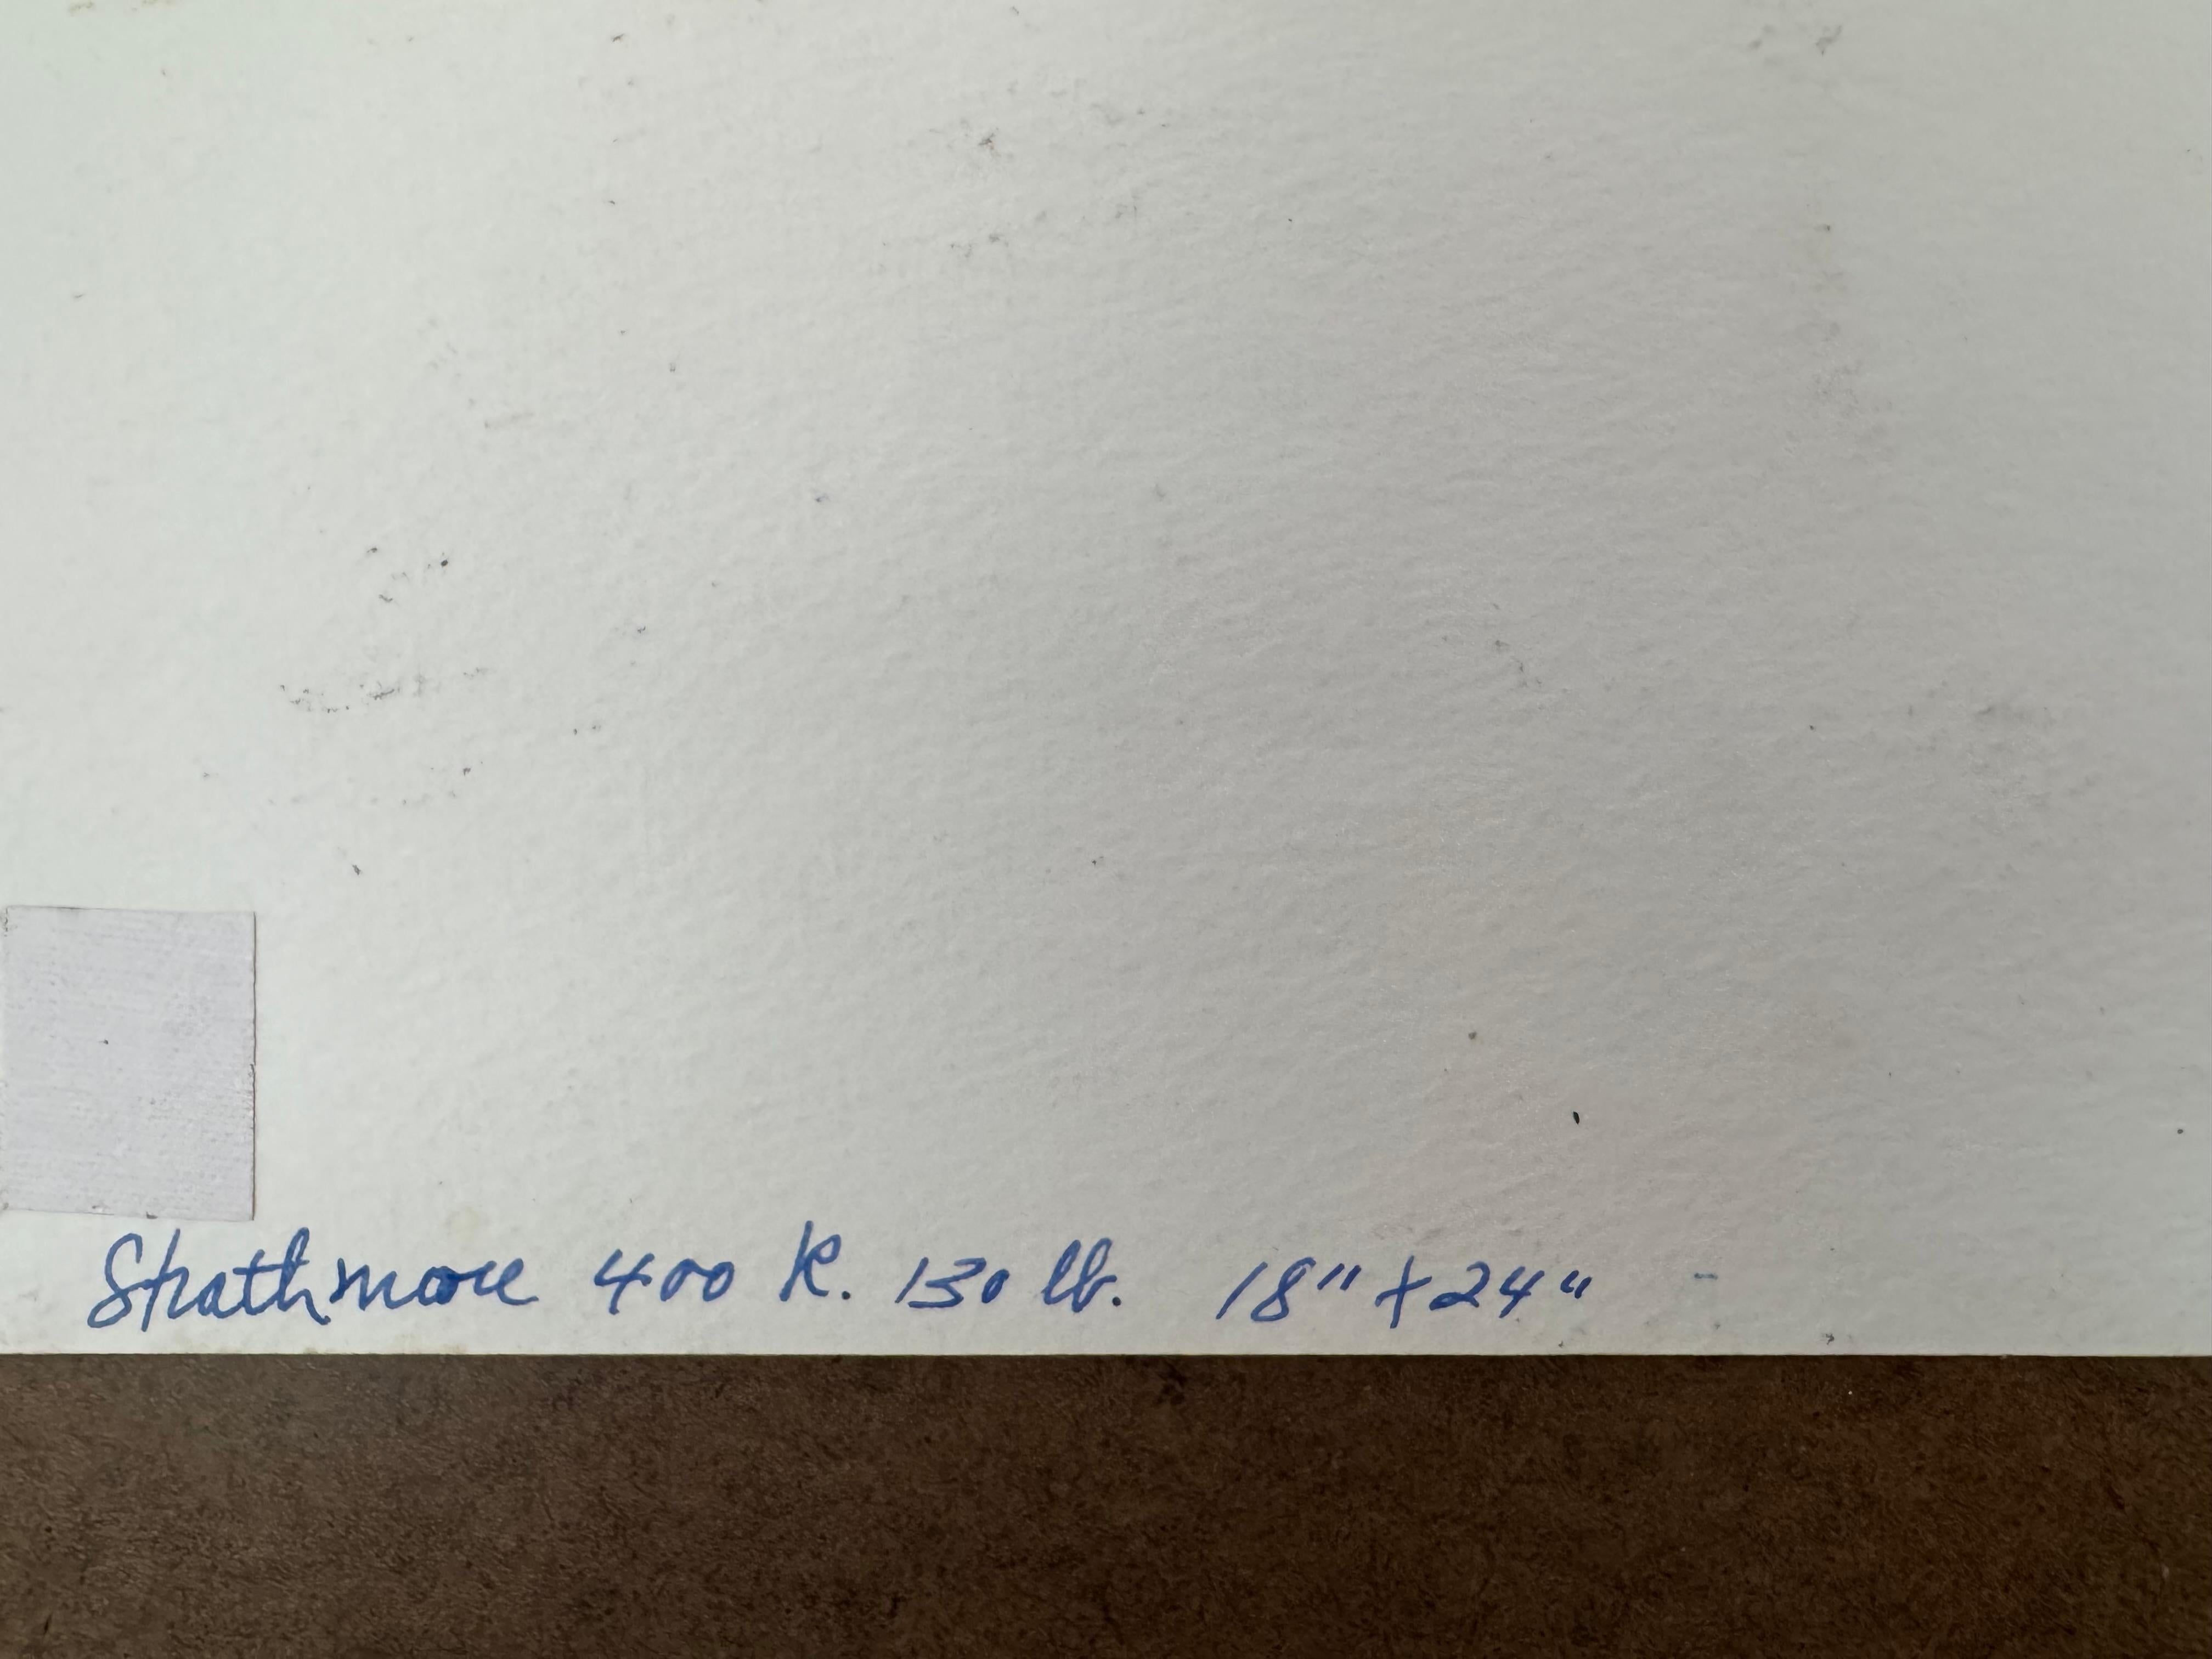 Strathmore 400 R. 130 lb. 18" x 24"